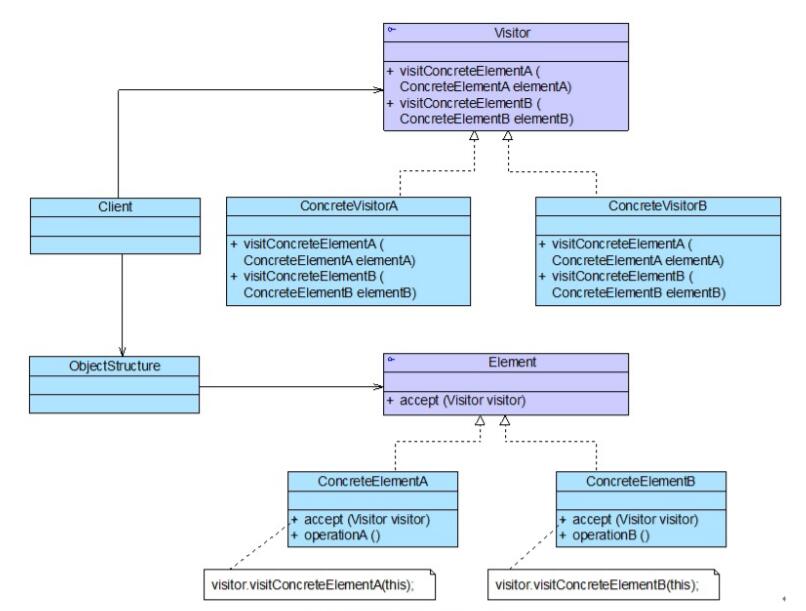 Visitor
+ visitConcreteElementA (
ConcreteElementA elementA)
+ visitConcreteElementB (
ConcreteElementB elementB)
Client
ConcreteVisitorA
+ visitConcreteElementA (
ConcreteElementA elementA)
+ visitConcreteElementB (
ConcreteElementB elementB)
ConcreteVisitorB
+ visitConcreteElementA (
ConcreteElementA elementA)
+ visitConcreteElementB (
ConcreteElementB elementB)
ObjectStructure
Element
+ accept (Visitor visitor)
ConcreteElementA
+ accept (Visitor visitor)
+ operationA ()
ConcreteElementB
+ accept (Visitor visitor)
+ operationB ()
visitor.visitConcreteElementA(this);
visitor.visitConcreteElementB(this);